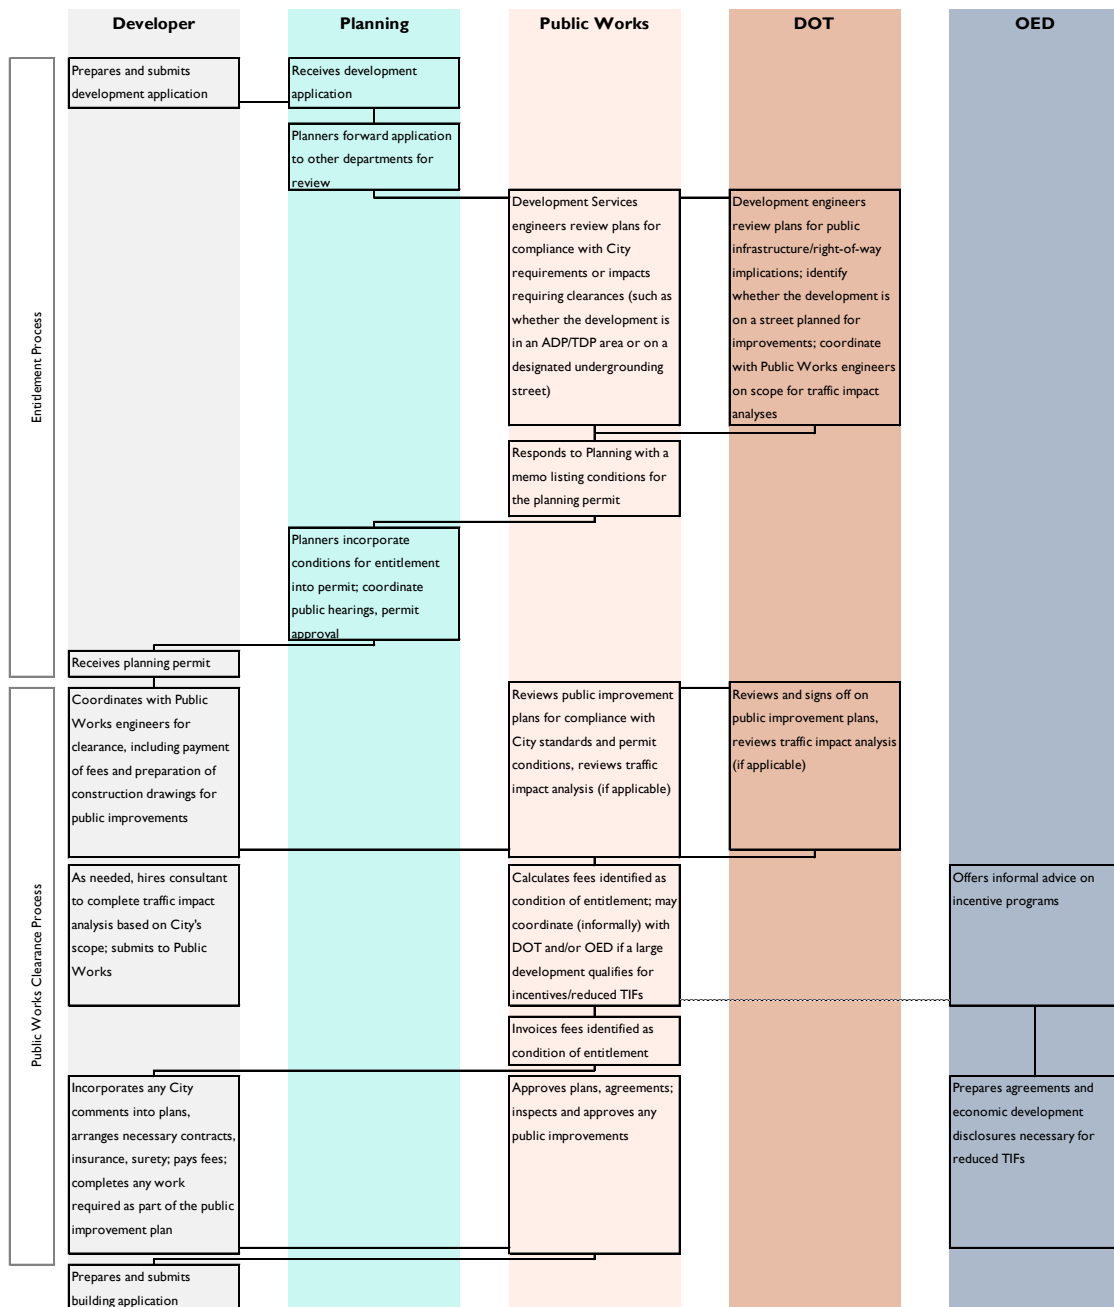 Developer
Planning
Public Works
DOT
OED
Entitlement Process
Prepares and submits
development application
Receives development
application
Planners forward application
to other departments for
review
Development Services
engineers review plans for
compliance with City
requirements or impacts
requiring clearances (such as
whether the development is
in an ADP/TDP area or on a
designated undergrounding
street)
Development engineers
review plans for public
infrastructure/right-of-way
implications; identify
whether the development is
on a street planned for
improvements; coordinate
with Public Works engineers
on scope for traffic impact
analyses
Responds to Planning with a
memo listing conditions for
the planning permit
Planners incorporate
conditions for entitlement
into permit; coordinate
public hearings, permit
approval
Receives planning permit
Public Works Clearance Process
Coordinates with Public
Works engineers for
clearance, including payment
of fees and preparation of
construction drawings for
public improvements
Reviews public improvement
plans for compliance with
City standards and permit
conditions, reviews traffic
impact analysis (if applicable)
Reviews and signs off on
public improvement plans,
reviews traffic impact analysis
(if applicable)
As needed, hires consultant
to complete traffic impact
analysis based on City's
scope; submits to Public
Works
Calculates fees identified as
condition of entitlement; may
coordinate (informally) with
DOT and/or OED if a large
development qualifies for
incentives/reduced TIFs
Offers informal advice on
incentive programs
Invoices fees identified as
condition of entitlement
Incorporates any City
comments into plans,
arranges necessary contracts,
insurance, surety; pays fees;
completes any work
required as part of the public
improvement plan
Approves plans, agreements;
inspects and approves any
public improvements
Prepares agreements and
economic development
disclosures necessary for
reduced TIFs
Prepares and submits
building application